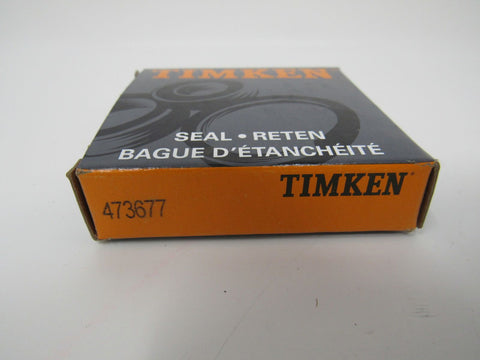 TIMKEN
SEAL • RETEN
BAGUE D'ÉTANCHÉITÉ
TIMKEN
473677